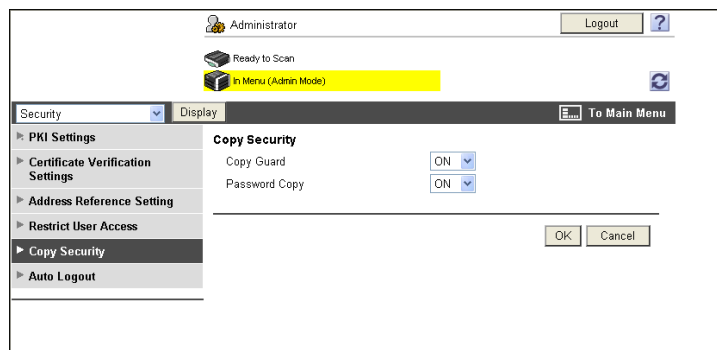 Administrator
Logout
?
Ready to Scan
In Menu (Admin Mode)
Security
Display
To Main Menu
PKI Settings
Certificate Verification
Settings
Address Reference Setting
Restrict User Access
Copy Security
Auto Logout
Copy Security
Copy Guard ON
Password Copy ON
OK Cancel